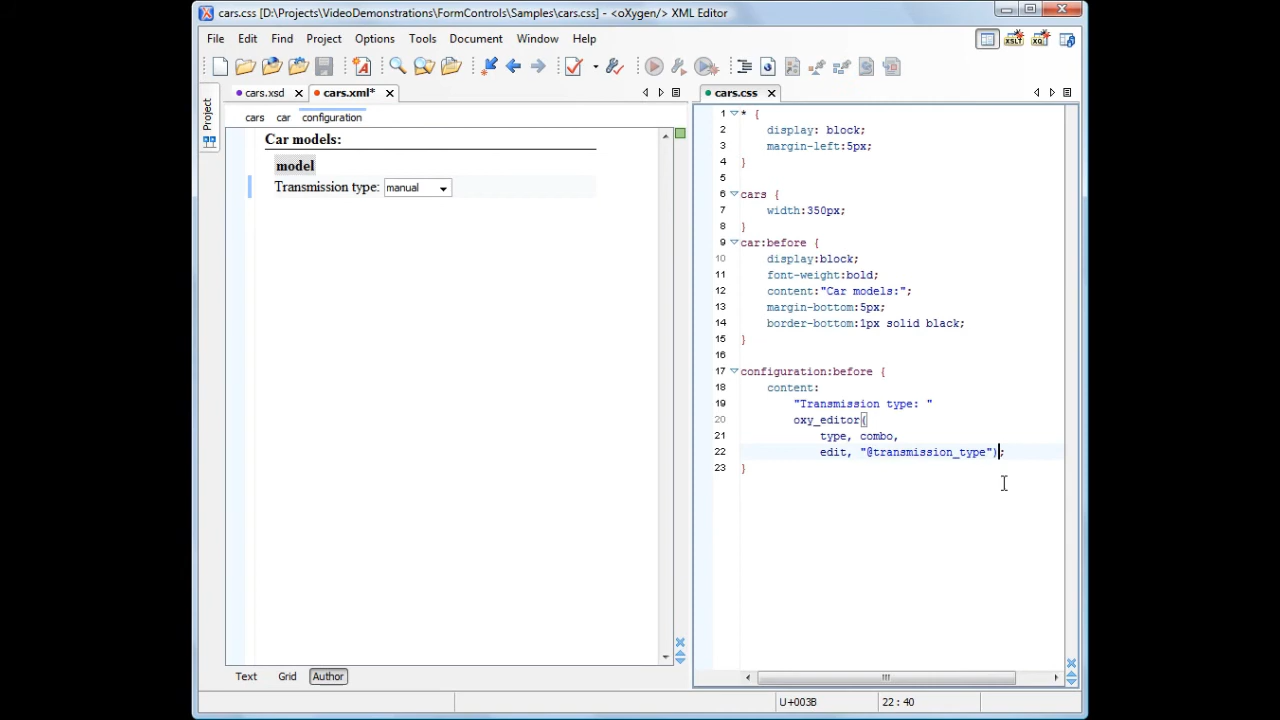 cars.css [D:\Projects\VideoDemonstrations\FormControls\Samples\cars.css] - <oXygen/> XML Editor
File Edit Find Project Options Tools Document Window Help
XSLT XQ
Project
cars.xsd cars.xml* cars.css
cars car configuration
Car models:
model
Transmission type: manual
1 * {
2 display: block;
3 margin-left:5px;
4 }
5
6 cars {
7 width:350px;
8 }
9 car:before {
10 display:block;
11 font-weight:bold;
12 content:"Car models:";
13 margin-bottom:5px;
14 border-bottom:1px solid black;
15 }
16
17 configuration:before {
18 content:
19 "Transmission type: "
20 oxy_editor(
21 type, combo,
22 edit, "@transmission_type");
23 }
Text Grid Author
U+003B 22:40